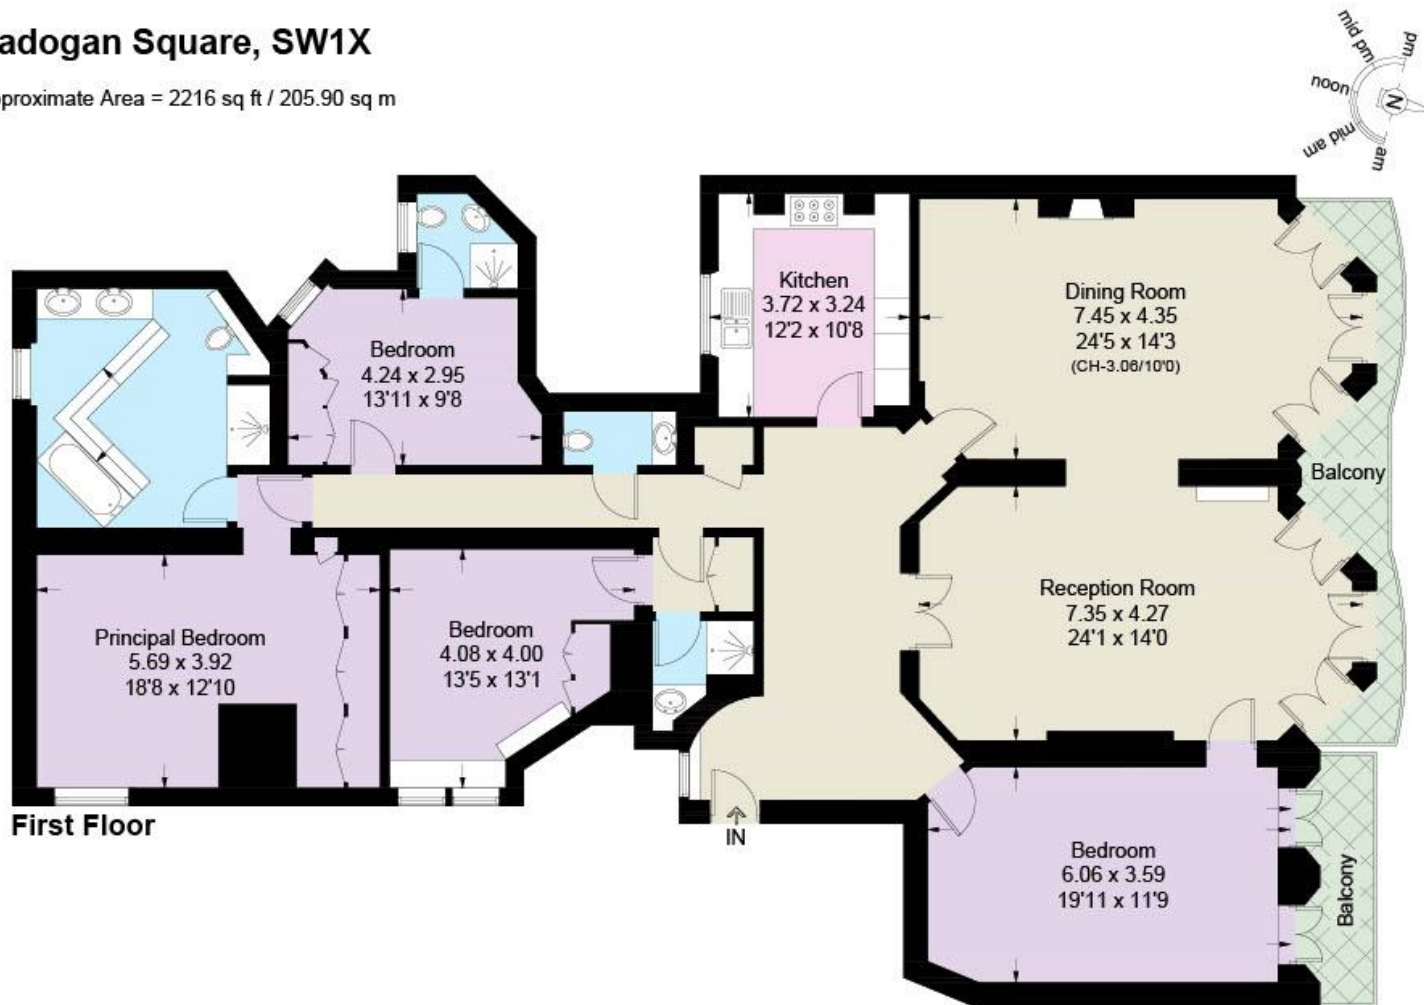 adogan Square, SW1X
pproximate Area = 2216 sq ft / 205.90 sq m
mid pm
pm
noon
N
mid am
am
Kitchen
3.72 x 3.24
12'2 x 10'8
Dining Room
7.45 x 4.35
24'5 x 14'3
(CH-3.06/10'0)
Bedroom
4.24 x 2.95
13'11 x 9'8
Balcony
Reception Room
7.35 x 4.27
24'1 x 14'0
Principal Bedroom
5.69 x 3.92
18'8 x 12'10
Bedroom
4.08 x 4.00
13'5 x 13'1
First Floor
IN
Bedroom
6.06 x 3.59
19'11 x 11'9
Balcony